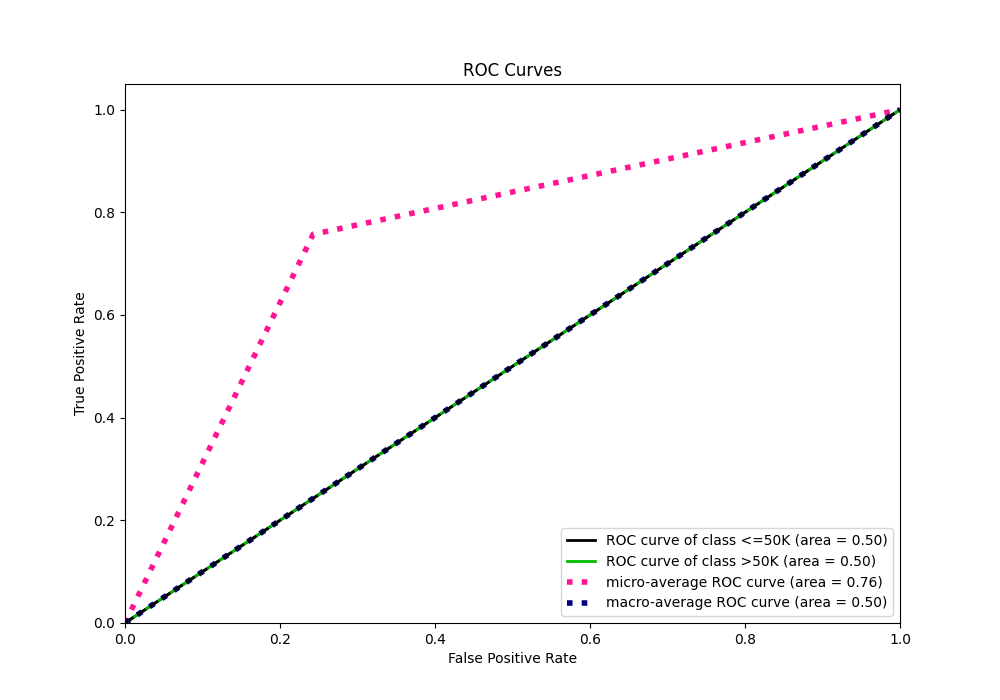 ROC Curves
True Positive Rate
1.0
0.8
0.6
0.4
0.2
0.0
0.0 0.2 0.4 0.6 0.8 1.0
False Positive Rate
ROC curve of class <=50K (area = 0.50)
ROC curve of class >50K (area = 0.50)
micro-average ROC curve (area = 0.76)
macro-average ROC curve (area = 0.50)